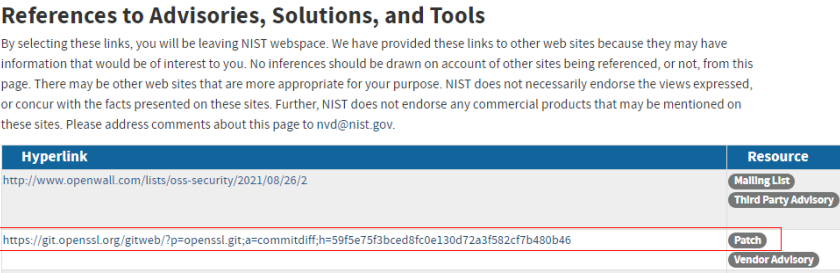 References to Advisories, Solutions, and Tools
By selecting these links, you will be leaving NIST webspace. We have provided these links to other web sites because they may have
information that would be of interest to you. No inferences should be drawn on account of other sites being referenced, or not, from this
page. There may be other web sites that are more appropriate for your purpose. NIST does not necessarily endorse the views expressed,
or concur with the facts presented on these sites. Further, NIST does not endorse any commercial products that may be mentioned on
these sites. Please address comments about this page to nvd@nist.gov.
Hyperlink Resource
http://www.openwall.com/lists/oss-security/2021/08/26/2 Mailing List
Third Party Advisory
https://git.openssl.org/gitweb/?p=openssl.git;a=commitdiff;h=59f5e75f3bced8fc0e130d72a3f582cf7b480b46 Patch
Vendor Advisory